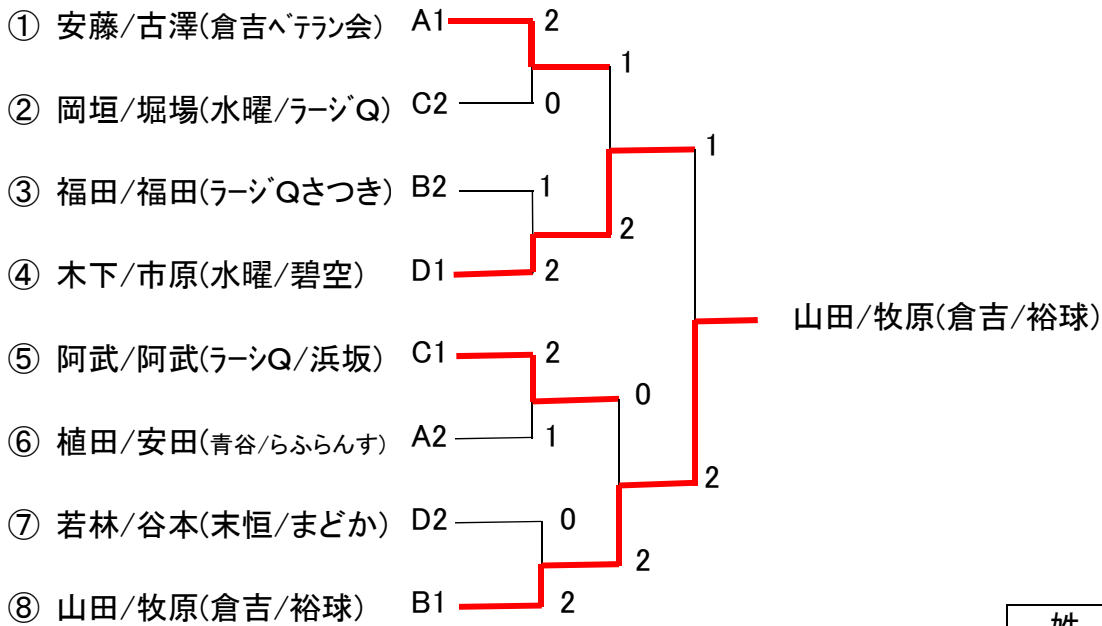 ① 安藤/古澤(倉吉ベテラン会) A1 2
1
② 岡垣/堀場(水曜/ラージQ) C2 0
1
③ 福田/福田(ラージQさつき) B2 1
2
④ 木下/市原(水曜/碧空) D1 2
山田/牧原(倉吉/裕球)
⑤ 阿武/阿武(ラーシQ/浜坂) C1 2
0
⑥ 植田/安田(青谷/らふらんす) A2 1
2
⑦ 若林/谷本(末恒/まどか) D2 0
2
⑧ 山田/牧原(倉吉/裕球) B1 2